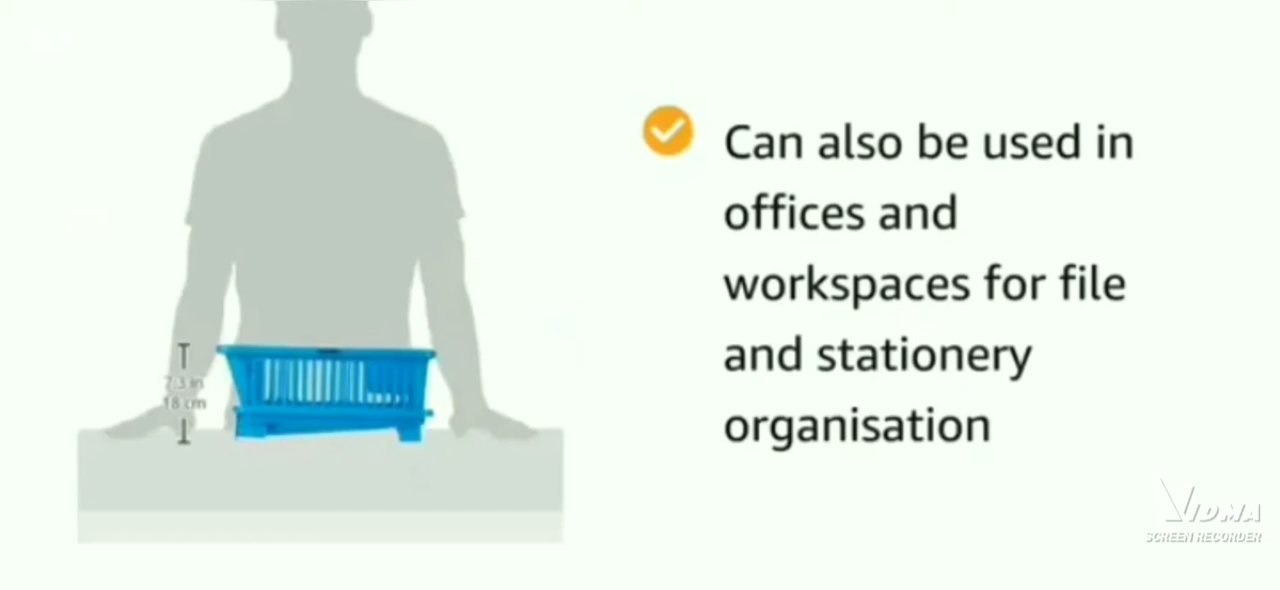 7.3 in
18 cm
Can also be used in
offices and
workspaces for file
and stationery
organisation
VIDMA
SCREEN RECORDER